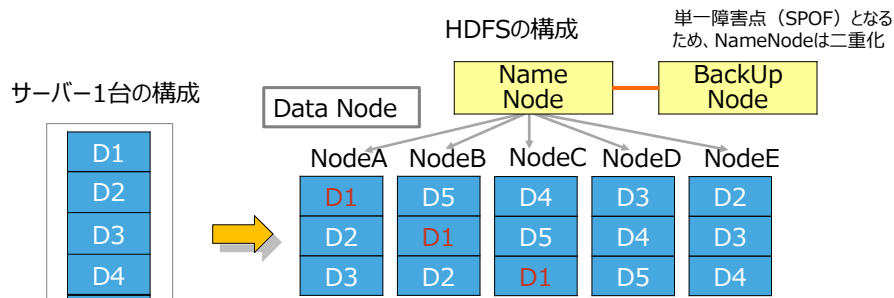 HDFSの構成
単一障害点（SPOF）となる
ため、NameNodeは二重化
サーバー1台の構成
Data Node
Name
Node
BackUp
Node
NodeA
NodeB
NodeC
NodeD
NodeE
D1
D2
D3
D4
D1
D5
D4
D3
D2
D2
D1
D5
D4
D3
D3
D2
D1
D5
D4